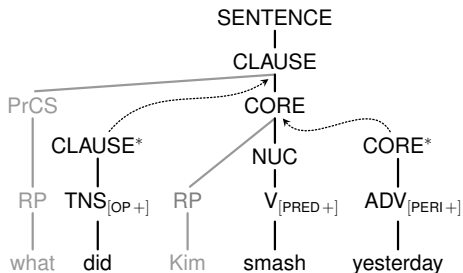 SENTENCE
CLAUSE
PrCS CORE
CLAUSE* NUC CORE*
RP TNS[OP +] RP V[PRED +] ADV[PERI +]
what did Kim smash yesterday